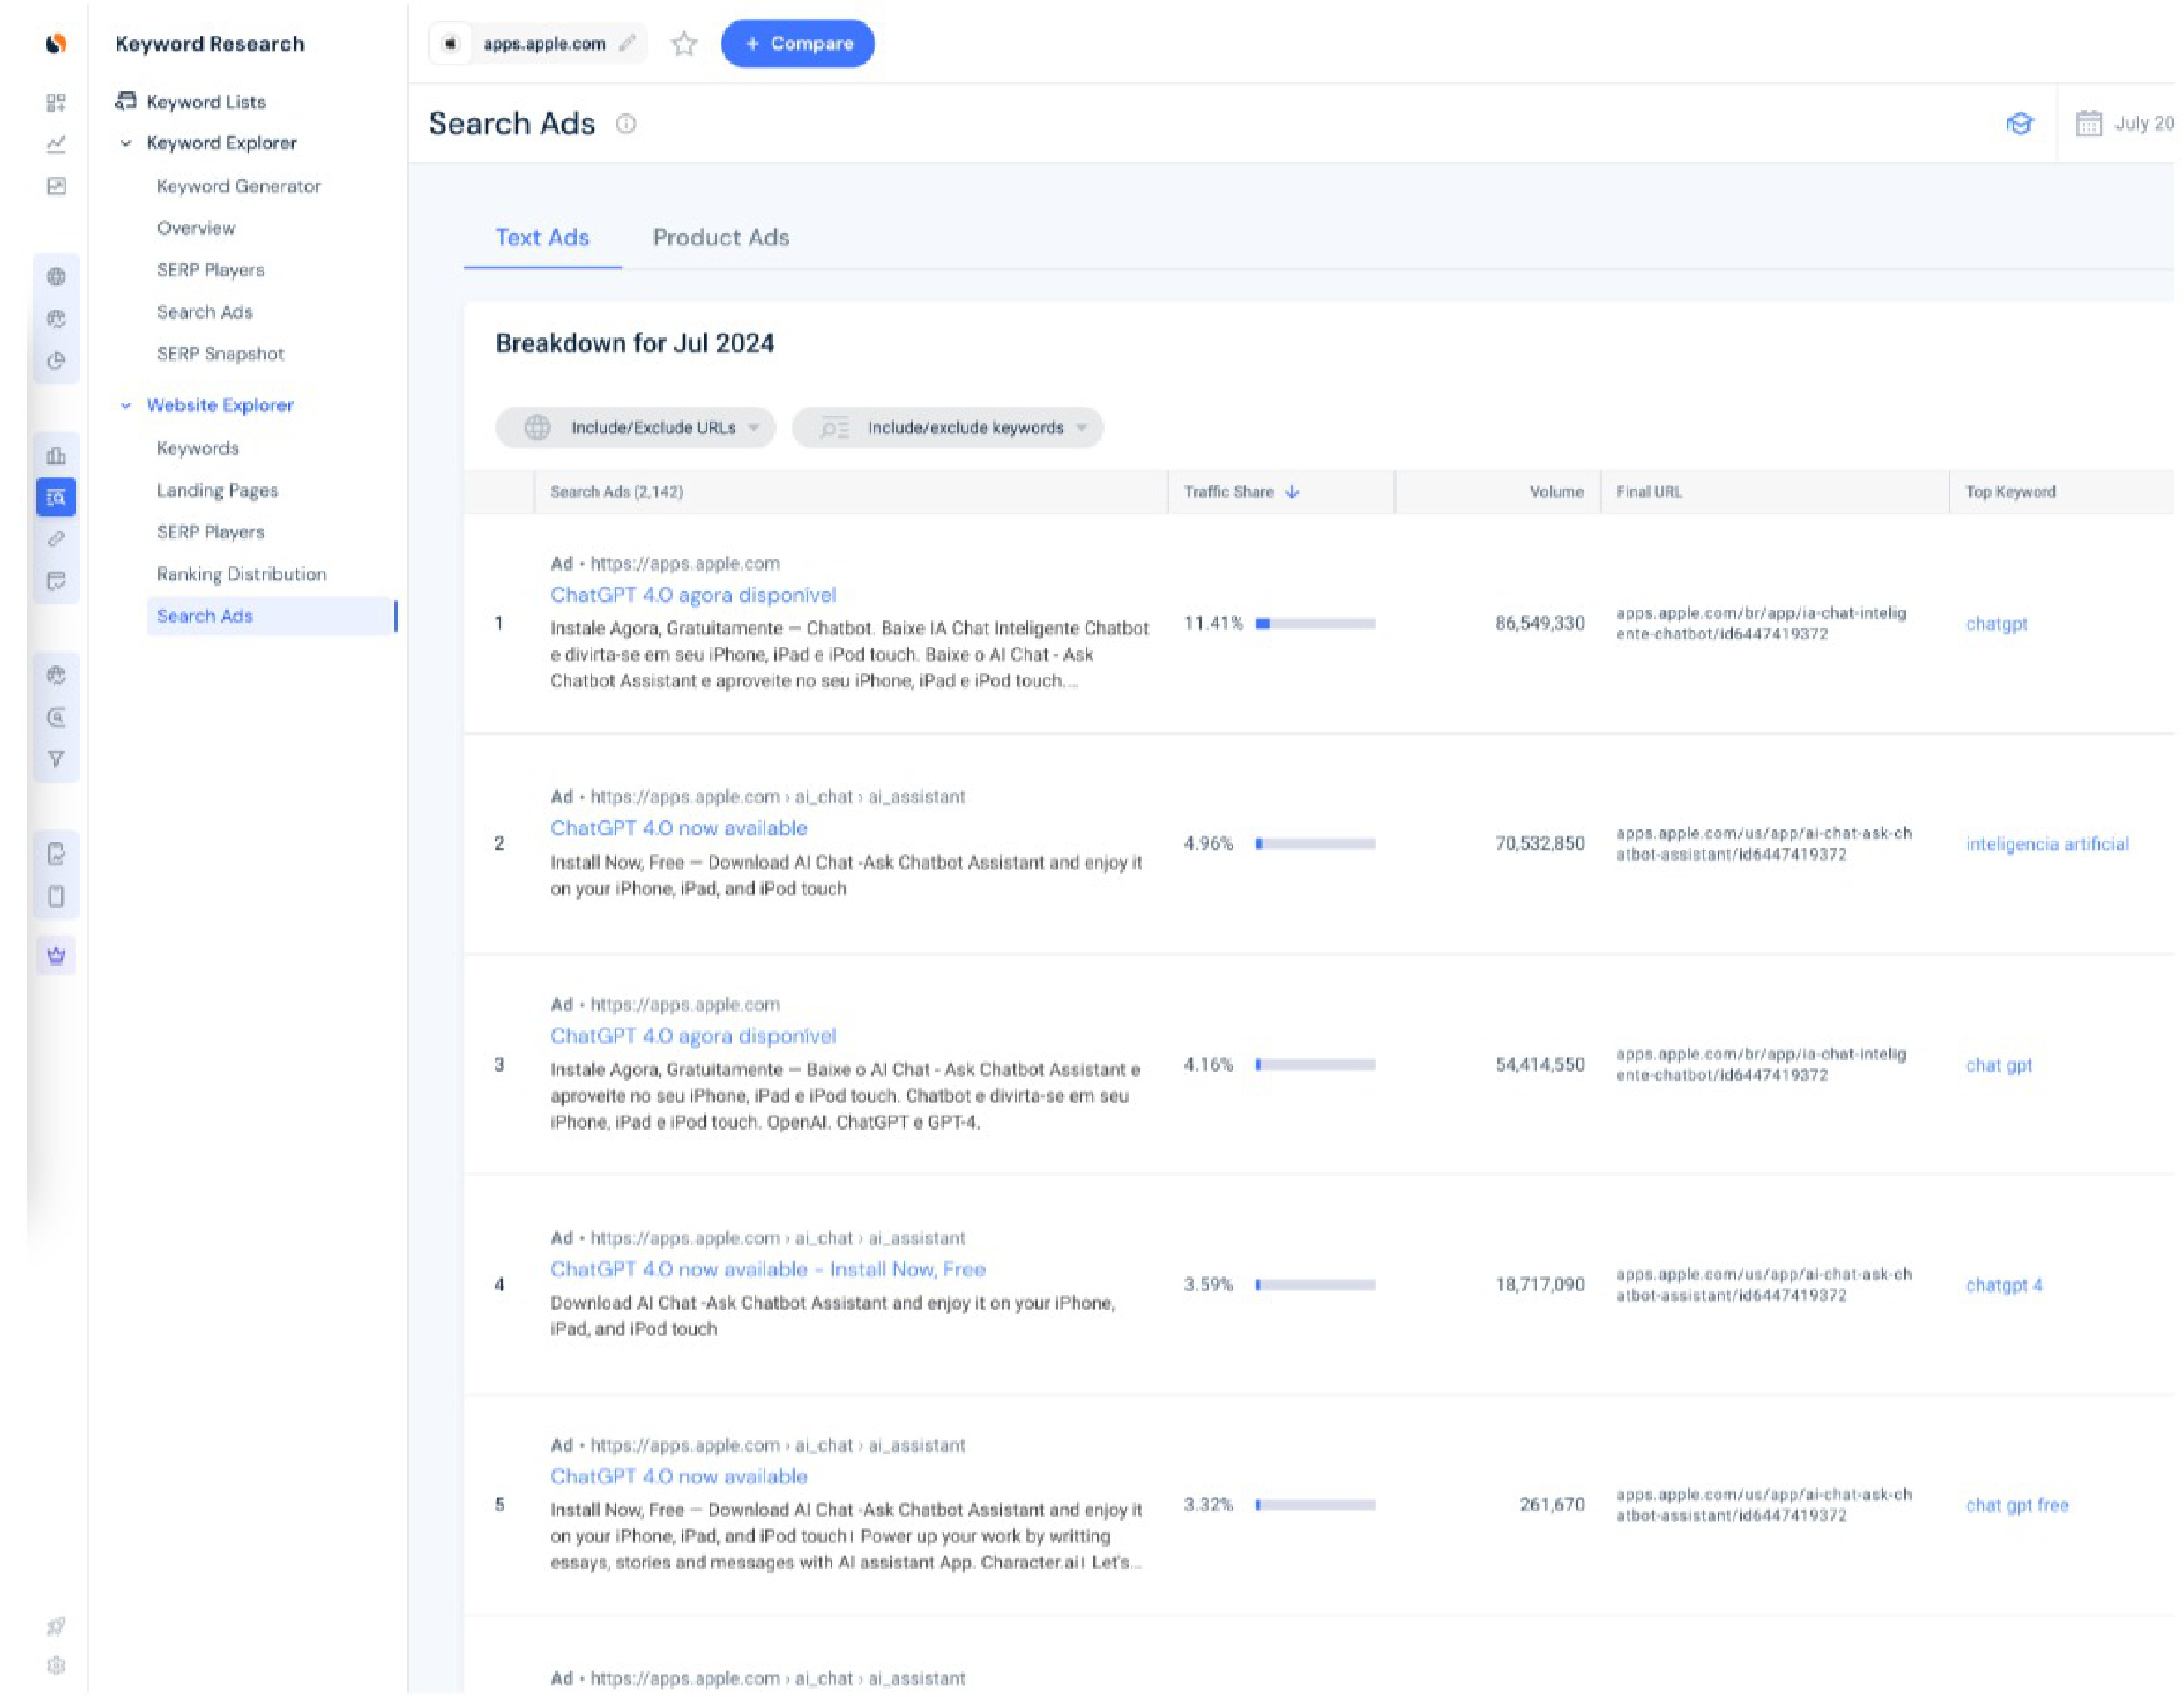 Keyword Research
Keyword Lists
Keyword Explorer
Keyword Generator
Overview
SERP Players
Search Ads
SERP Snapshot
Website Explorer
Keywords
Landing Pages
SERP Players
Ranking Distribution
Search Ads
apps.apple.com
+ Compare
Search Ads
July 20
Text Ads
Product Ads
Breakdown for Jul 2024
Include/Exclude URLs
Include/exclude keywords
Search Ads (2,142)
Traffic Share
Volume
Final URL
Top Keyword
1
Ad • https://apps.apple.com
ChatGPT 4.0 agora disponível
Instale Agora, Gratuitamente — Chatbot. Baixe IA Chat Inteligente Chatbot
e divirta-se em seu iPhone, iPad e iPod touch. Baixe o AI Chat - Ask
Chatbot Assistant e aproveite no seu iPhone, iPad e iPod touch....
11.41%
86,549,330
apps.apple.com/br/app/ia-chat-intelig
ente-chatbot/id6447419372
chatgpt
2
Ad • https://apps.apple.com › ai_chat › ai_assistant
ChatGPT 4.0 now available
Install Now, Free — Download AI Chat -Ask Chatbot Assistant and enjoy it
on your iPhone, iPad, and iPod touch
4.96%
70,532,850
apps.apple.com/us/app/ai-chat-ask-ch
atbot-assistant/id6447419372
inteligencia artificial
3
Ad • https://apps.apple.com
ChatGPT 4.0 agora disponível
Instale Agora, Gratuitamente — Baixe o AI Chat - Ask Chatbot Assistant e
aproveite no seu iPhone, iPad e iPod touch. Chatbot e divirta-se em seu
iPhone, iPad e iPod touch. OpenAI. ChatGPT e GPT-4.
4.16%
54,414,550
apps.apple.com/br/app/ia-chat-intelig
ente-chatbot/id6447419372
chat gpt
4
Ad • https://apps.apple.com › ai_chat › ai_assistant
ChatGPT 4.0 now available - Install Now, Free
Download AI Chat -Ask Chatbot Assistant and enjoy it on your iPhone,
iPad, and iPod touch
3.59%
18,717,090
apps.apple.com/us/app/ai-chat-ask-ch
atbot-assistant/id6447419372
chatgpt 4
5
Ad • https://apps.apple.com › ai_chat › ai_assistant
ChatGPT 4.0 now available
Install Now, Free — Download AI Chat -Ask Chatbot Assistant and enjoy it
on your iPhone, iPad, and iPod touch | Power up your work by writting
essays, stories and messages with AI assistant App. Character.ai | Let's...
3.32%
261,670
apps.apple.com/us/app/ai-chat-ask-ch
atbot-assistant/id6447419372
chat gpt free
Ad • https://apps.apple.com › ai_chat › ai_assistant